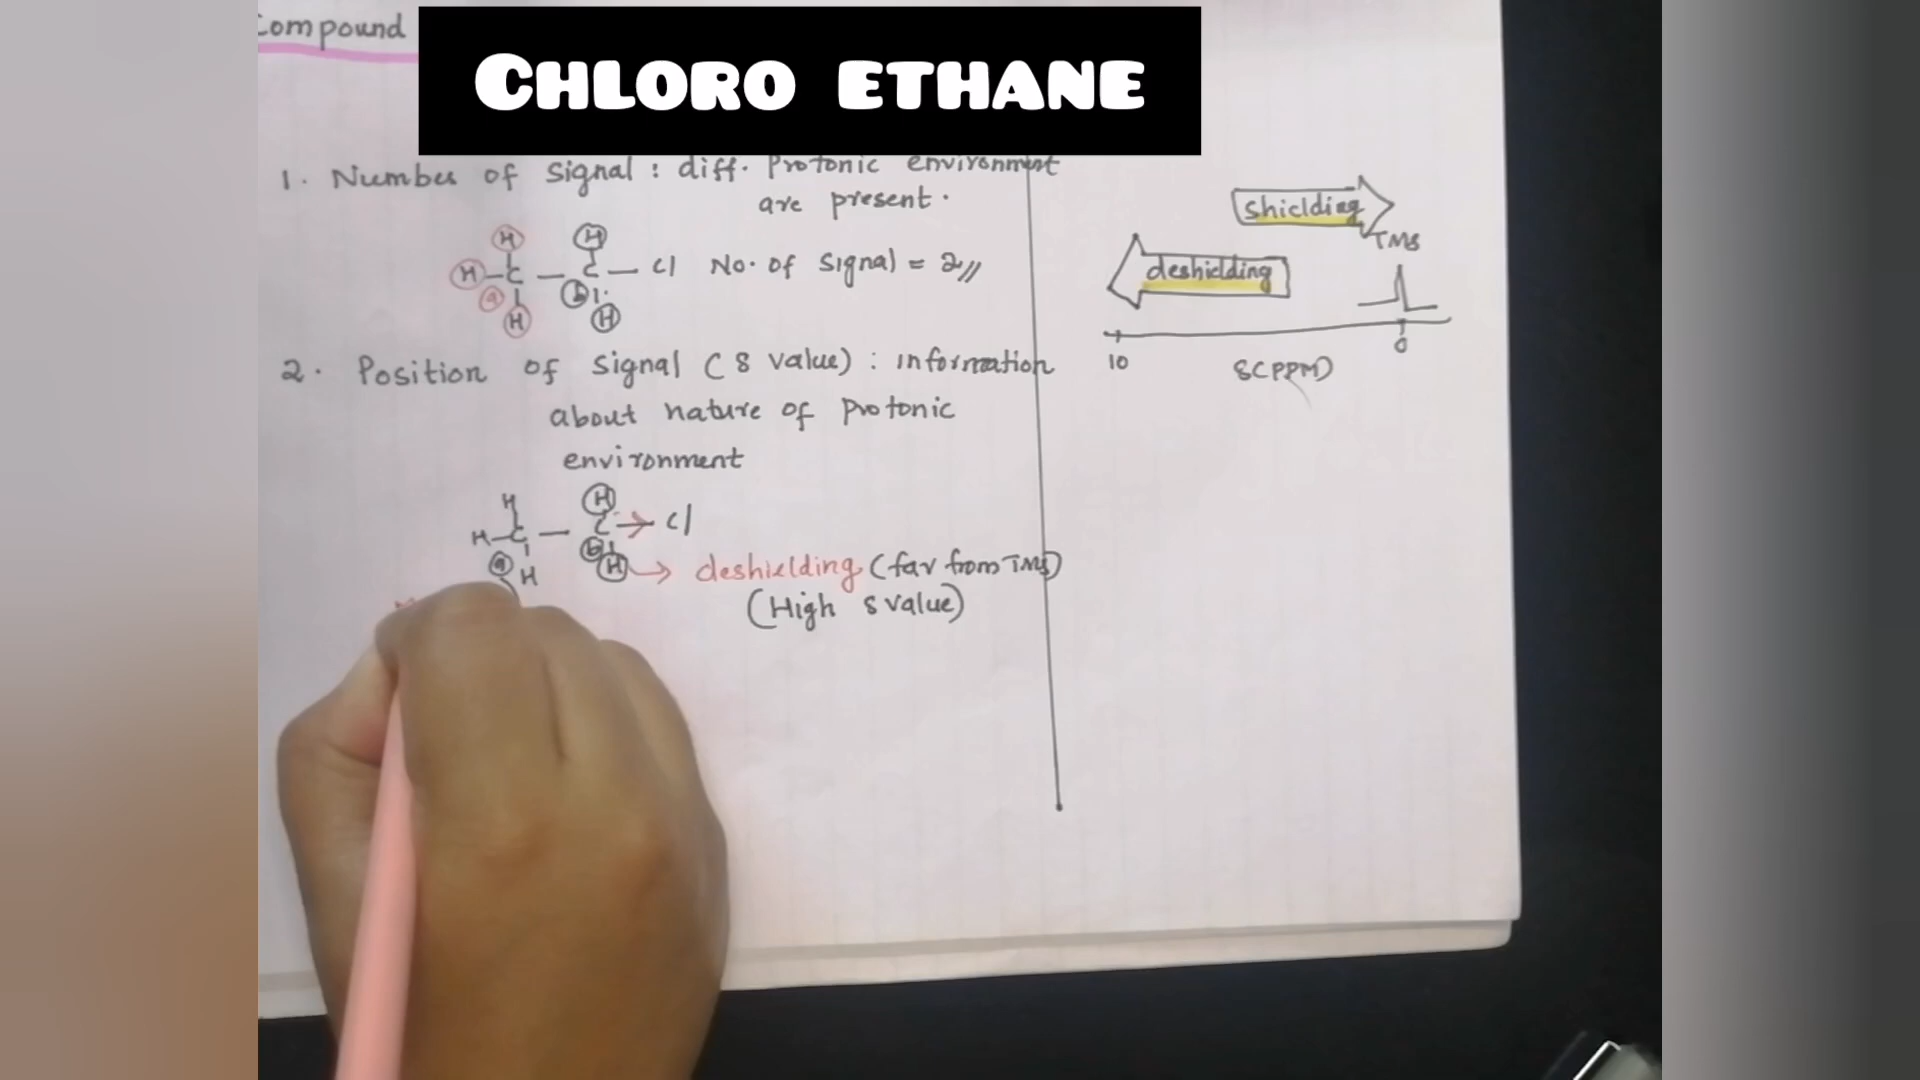 Compound
CHLORO ETHANE
1. Number of Signal : diff. Protonic environment
are present.
H H
H-C-C-Cl No. of Signal = 2//
a b
H H
2. Position of Signal (δ value) : information
about nature of Protonic
environment
H H
H-C-C→Cl
a b
H H → deshielding (far from TMS)
(High δ value)
shielding
TMS
deshielding
10 0
δ(PPM)